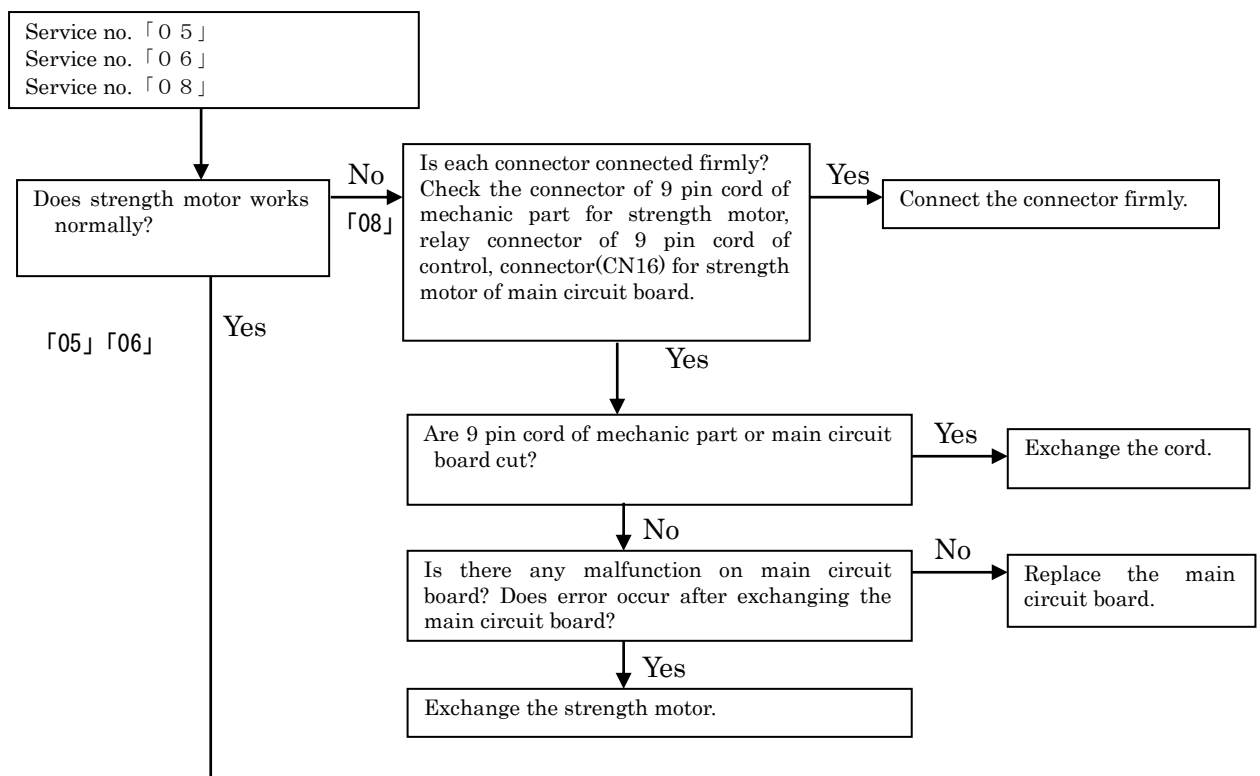 Service no.「０５」
Service no.「０６」
Service no.「０８」
Does strength motor works
normally?
No
「08」
Is each connector connected firmly?
Check the connector of 9 pin cord of
mechanic part for strength motor,
relay connector of 9 pin cord of
control, connector(CN16) for strength
motor of main circuit board.
Yes
Connect the connector firmly.
Yes
「05」「06」
Yes
Are 9 pin cord of mechanic part or main circuit
board cut?
Yes
Exchange the cord.
No
Is there any malfunction on main circuit
board? Does error occur after exchanging the
main circuit board?
No
Replace the main
circuit board.
Yes
Exchange the strength motor.